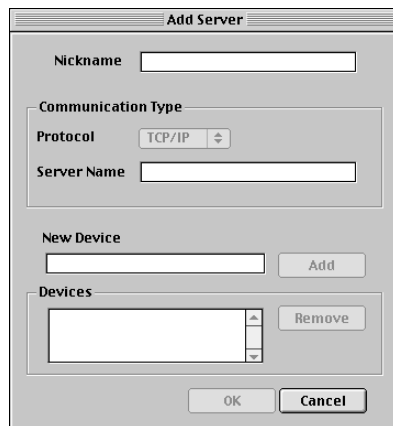 Add Server
Nickname
Communication Type
Protocol TCP/IP
Server Name
New Device
Add
Devices
Remove
OK Cancel